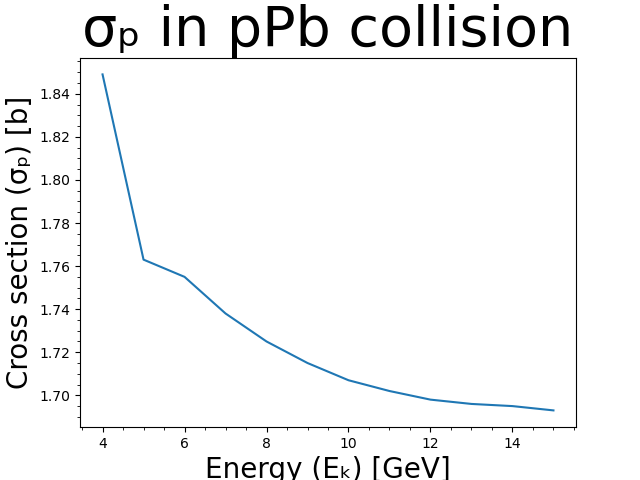 σₚ in pPb collision
Cross section (σₚ) [b]
1.84
1.82
1.80
1.78
1.76
1.74
1.72
1.70
4 6 8 10 12 14
Energy (Eₖ) [GeV]